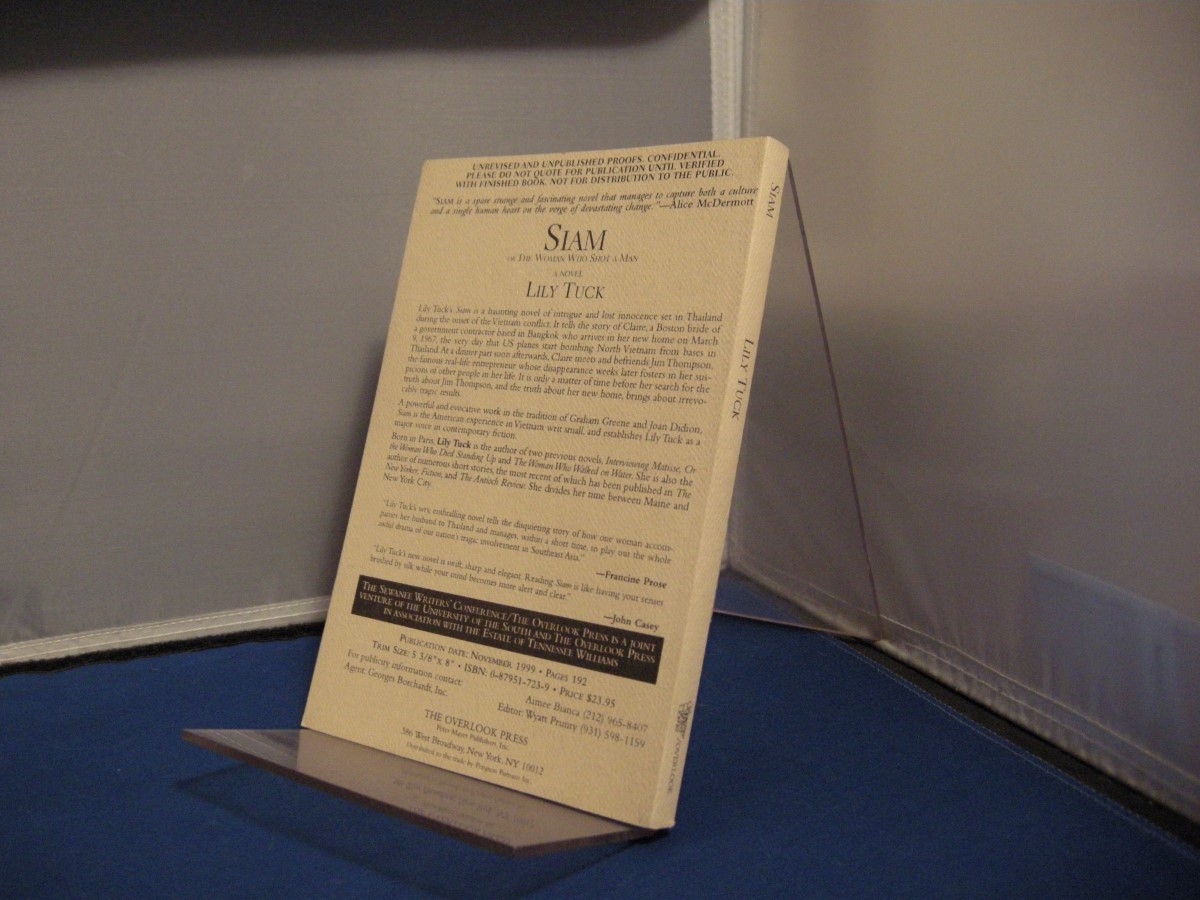 UNREVISED AND UNPUBLISHED PROOFS. CONFIDENTIAL.
PLEASE DO NOT QUOTE FOR PUBLICATION UNTIL VERIFIED
WITH FINISHED BOOK. NOT FOR DISTRIBUTION TO THE PUBLIC.
"SIAM is a spare strange and fascinating novel that manages to capture both a culture
and a single human heart on the verge of devastating change."—Alice McDermott
SIAM
OR THE WOMAN WHO SHOT A MAN
A NOVEL
LILY TUCK
Lily Tuck's Siam is a haunting novel of intrigue and lost innocence set in Thailand
during the onset of the Vietnam conflict. It tells the story of Claire, a Boston bride of
a government contractor based in Bangkok who arrives in her new home on March
9, 1967, the very day that US planes start bombing North Vietnam from bases in
Thailand. At a dinner part soon afterwards, Claire meets and befriends Jim Thompson,
the famous real-life entrepreneur whose disappearance weeks later fosters in her sus-
picions of other people in her life. It is only a matter of time before her search for the
truth about Jim Thompson, and the truth about her new home, brings about irrevo-
cably tragic results.
A powerful and evocative work in the tradition of Graham Greene and Joan Didion,
Siam is the American experience in Vietnam writ small, and establishes Lily Tuck as a
major voice in contemporary fiction.
Born in Paris, Lily Tuck is the author of two previous novels, Interviewing Matisse, Or
the Woman Who Died Standing Up and The Woman Who Walked on Water. She is also the
author of numerous short stories, the most recent of which has been published in The
New Yorker, Fiction, and The Antioch Review. She divides her time between Maine and
New York City.
"Lily Tuck's wry, enthralling novel tells the disquieting story of how our woman accom-
panies her husband to Thailand and manages, within a short time, to play out the whole
awful drama of our nation's tragic involvement in Southeast Asia."
—Francine Prose
"Lily Tuck's new novel is swift, sharp and elegant. Reading Siam is like having your senses
brushed by silk while your mind becomes more alert and clear."
—John Casey
THE SEWANEE WRITERS' CONFERENCE/THE OVERLOOK PRESS IS A JOINT
VENTURE OF THE UNIVERSITY OF THE SOUTH AND THE OVERLOOK PRESS
IN ASSOCIATION WITH THE ESTATE OF TENNESSEE WILLIAMS
PUBLICATION DATE: NOVEMBER 1999 • PAGES 192
TRIM SIZE: 5 3/8" x 8" • ISBN: 0-87951-723-9 • PRICE $23.95
For publicity information contact: Aimee Bianca (212) 965-8407
Agent: Georges Borchardt, Inc. Editor: Wyatt Prunty (931) 598-1159
THE OVERLOOK PRESS
Peter Mayer Publishers, Inc.
386 West Broadway, New York, NY 10012
Distributed to the trade by Penguin Putnam Inc.
SIAM
LILY TUCK
OVERLOOK